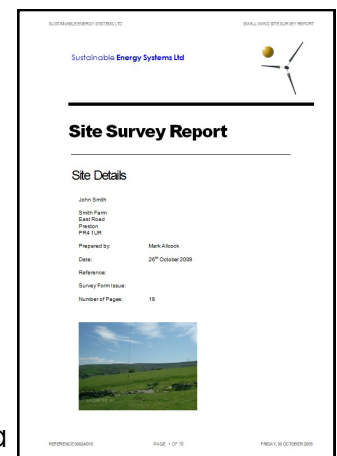 SUSTAINABLE ENERGY SYSTEMS LTD SMALL WIND SITE SURVEY REPORT
Sustainable Energy Systems Ltd
Site Survey Report
Site Details
John Smith
Smith Farm
East Road
Preston
PR4 1UR
Prepared by: Mark Allcock
Date: 26th October 2009
Reference:
Survey Form Issue:
Number of Pages: 18
PAGE 1 OF 18 FRIDAY, 30 OCTOBER 2009